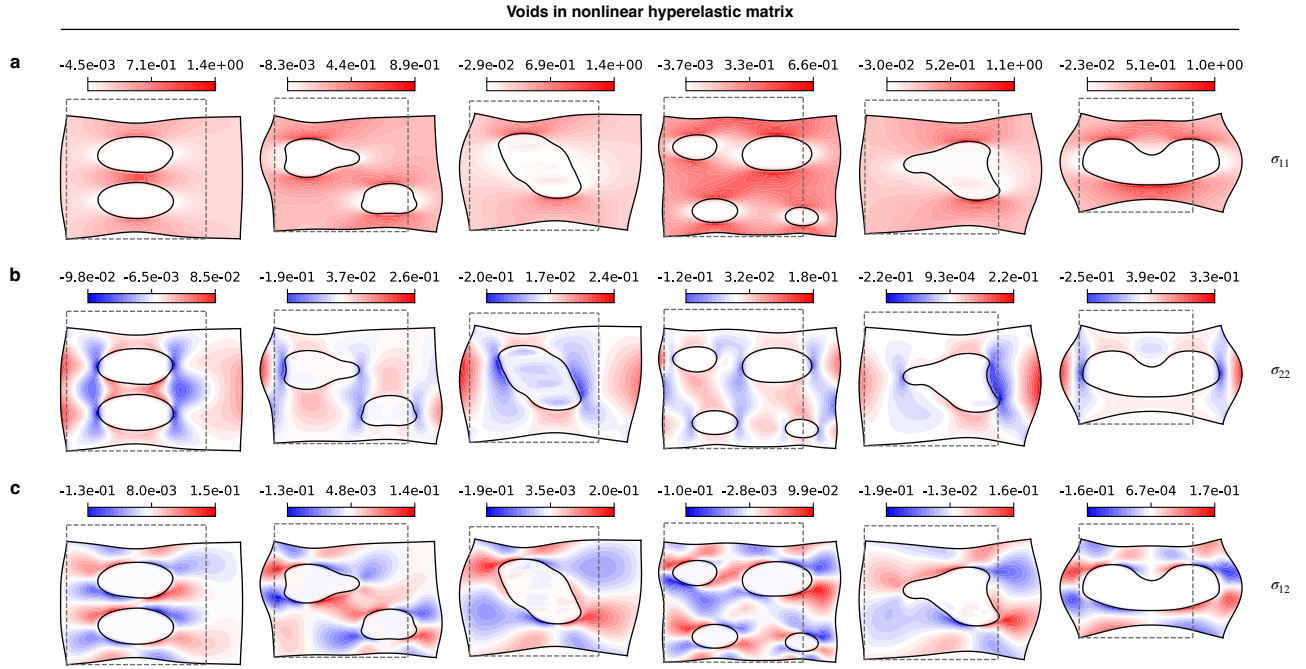 Voids in nonlinear hyperelastic matrix
a
-4.5e-03 7.1e-01 1.4e+00 -8.3e-03 4.4e-01 8.9e-01 -2.9e-02 6.9e-01 1.4e+00 -3.7e-03 3.3e-01 6.6e-01 -3.0e-02 5.2e-01 1.1e+00 -2.3e-02 5.1e-01 1.0e+00
σ11
b
-9.8e-02 -6.5e-03 8.5e-02 -1.9e-01 3.7e-02 2.6e-01 -2.0e-01 1.7e-02 2.4e-01 -1.2e-01 3.2e-02 1.8e-01 -2.2e-01 9.3e-04 2.2e-01 -2.5e-01 3.9e-02 3.3e-01
σ22
c
-1.3e-01 8.0e-03 1.5e-01 -1.3e-01 4.8e-03 1.4e-01 -1.9e-01 3.5e-03 2.0e-01 -1.0e-01 -2.8e-03 9.9e-02 -1.9e-01 -1.3e-02 1.6e-01 -1.6e-01 6.7e-04 1.7e-01
σ12